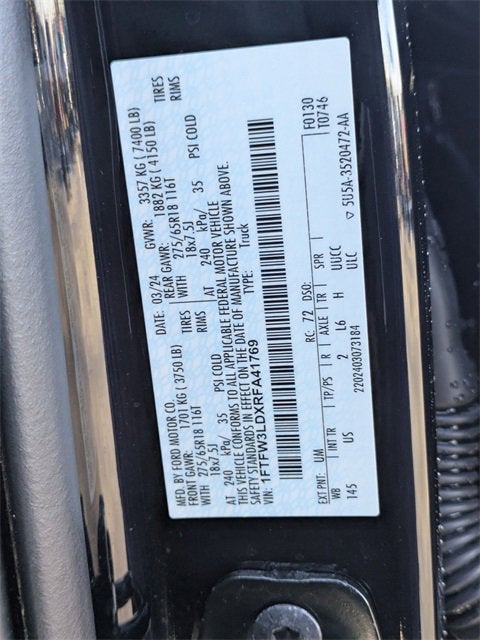 MFD. BY FORD MOTOR CO. DATE: 03/24 GVWR: 3357 KG (7400 LB)
FRONT GAWR: 1701 KG (3750 LB) REAR GAWR: 1882 KG (4150 LB)
WITH 275/65R18 116T TIRES WITH 275/65R18 116T TIRES
18x7.5J RIMS 18x7.5J RIMS
AT 240 kPa/ 35 PSI COLD AT 240 kPa/ 35 PSI COLD
THIS VEHICLE CONFORMS TO ALL APPLICABLE FEDERAL MOTOR VEHICLE
SAFETY STANDARDS IN EFFECT ON THE DATE OF MANUFACTURE SHOWN ABOVE.
VIN: 1FTFW3LDXRFA41769 TYPE: Truck
F0130
T0746
EXT PNT: UM RC: 72 DSO:
WB INT TR TP/PS R AXLE TR SPR
145 US 2 L6 H UUCC
ULC
2202403073184 ▽ 5U5A-3520472-AA